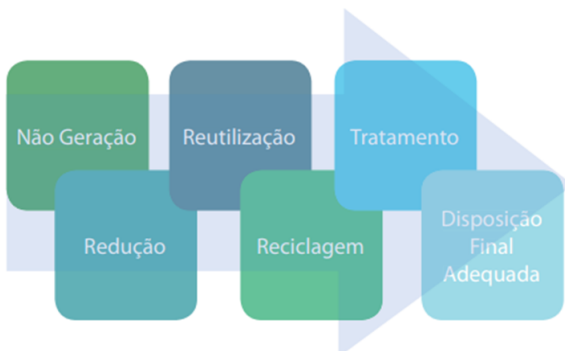 Não Geração
Redução
Reutilização
Reciclagem
Tratamento
Disposição
Final
Adequada